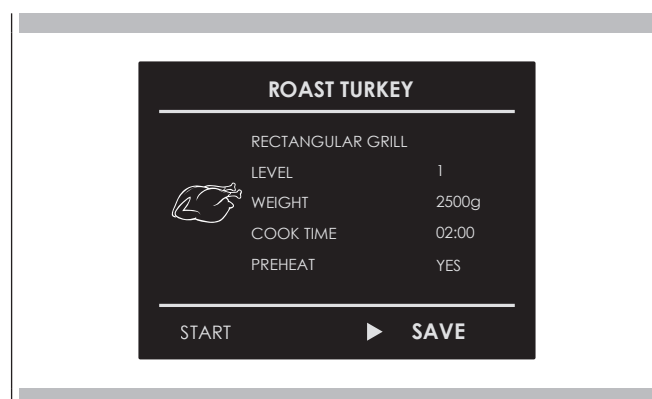 ROAST TURKEY
RECTANGULAR GRILL
LEVEL 1
WEIGHT 2500g
COOK TIME 02:00
PREHEAT YES
START ▶ SAVE